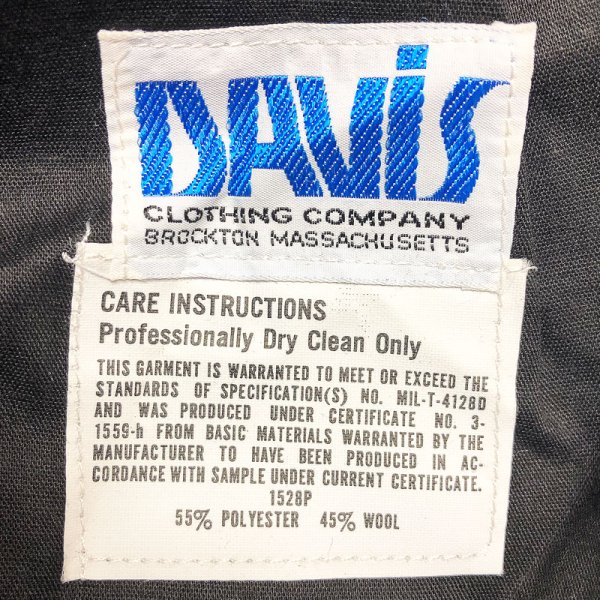 DAViS
CLOTHING COMPANY
BROCKTON MASSACHUSETTS
CARE INSTRUCTIONS
Professionally Dry Clean Only
THIS GARMENT IS WARRANTED TO MEET OR EXCEED THE
STANDARDS OF SPECIFICATION(S) NO. MIL-T-4128D
AND WAS PRODUCED UNDER CERTIFICATE NO. 3-
1559-h FROM BASIC MATERIALS WARRANTED BY THE
MANUFACTURER TO HAVE BEEN PRODUCED IN AC-
CORDANCE WITH SAMPLE UNDER CURRENT CERTIFICATE.
1528P
55% POLYESTER 45% WOOL